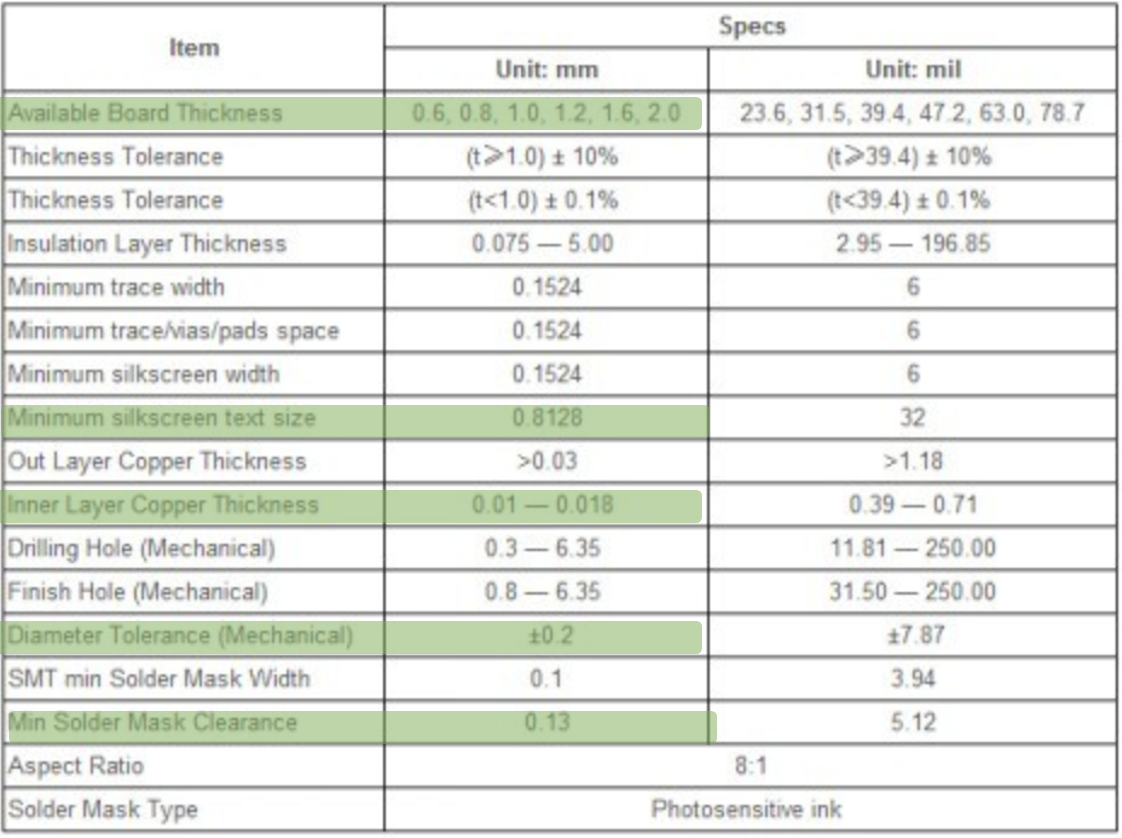 Item
Specs
Unit: mm Unit: mil
Available Board Thickness 0.6, 0.8, 1.0, 1.2, 1.6, 2.0 23.6, 31.5, 39.4, 47.2, 63.0, 78.7
Thickness Tolerance (t⩾1.0) ± 10% (t⩾39.4) ± 10%
Thickness Tolerance (t<1.0) ± 0.1% (t<39.4) ± 0.1%
Insulation Layer Thickness 0.075 — 5.00 2.95 — 196.85
Minimum trace width 0.1524 6
Minimum trace/vias/pads space 0.1524 6
Minimum silkscreen width 0.1524 6
Minimum silkscreen text size 0.8128 32
Out Layer Copper Thickness >0.03 >1.18
Inner Layer Copper Thickness 0.01 — 0.018 0.39 — 0.71
Drilling Hole (Mechanical) 0.3 — 6.35 11.81 — 250.00
Finish Hole (Mechanical) 0.8 — 6.35 31.50 — 250.00
Diameter Tolerance (Mechanical) ±0.2 ±7.87
SMT min Solder Mask Width 0.1 3.94
Min Solder Mask Clearance 0.13 5.12
Aspect Ratio 8:1
Solder Mask Type Photosensitive ink